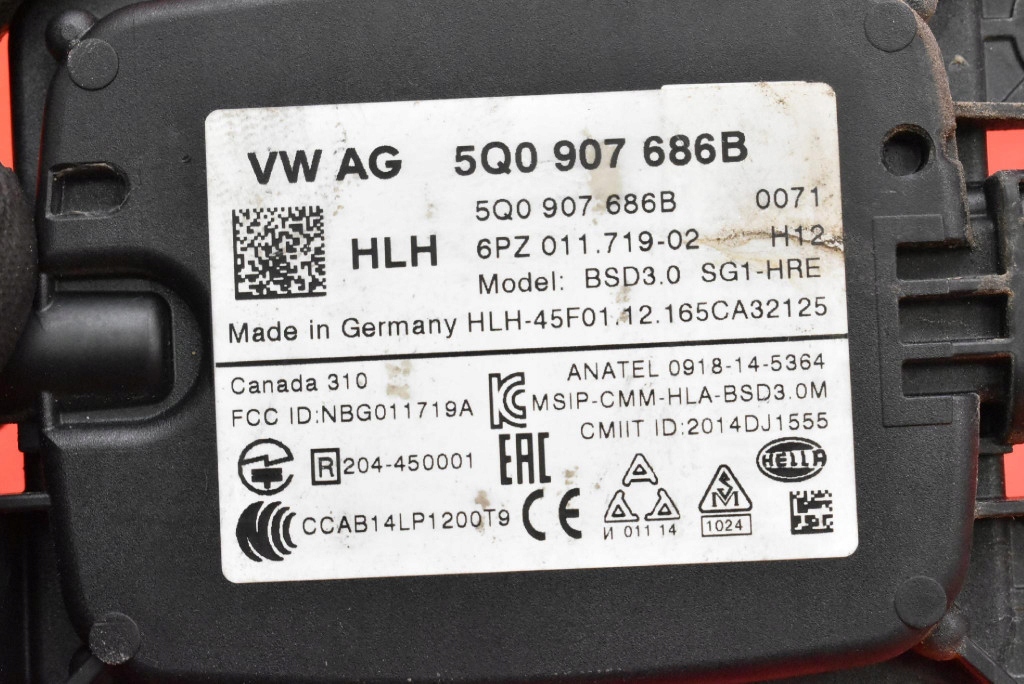 VW AG 5Q0 907 686B
5Q0 907 686B 0071
HLH 6PZ 011.719-02 H12
Model: BSD3.0 SG1-HRE
Made in Germany HLH-45F01.12.165CA32125
Canada 310 ANATEL 0918-14-5364
FCC ID:NBG011719A MSIP-CMM-HLA-BSD3.0M
CMIIT ID:2014DJ1555
R 204-450001 EAC HELLA
CCAB14LP1200T9 CE И 011 14 SM 1024